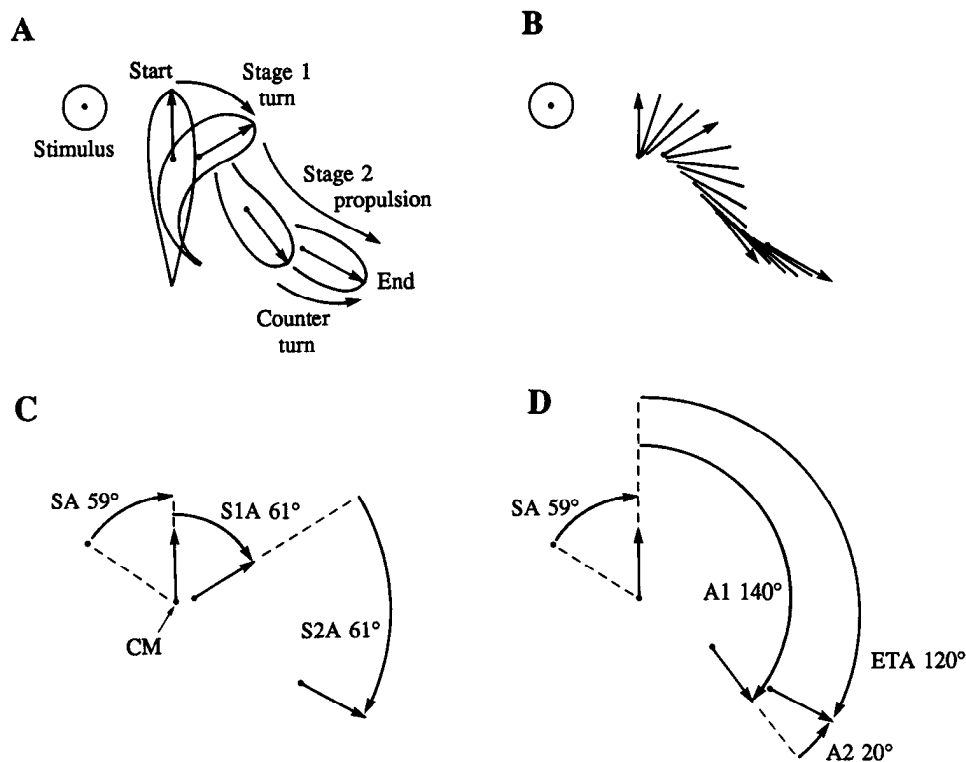 A
Start
Stage 1
turn
Stimulus
Stage 2
propulsion
End
Counter
turn
B
C
SA 59°
S1A 61°
CM
S2A 61°
D
SA 59°
A1 140°
ETA 120°
A2 20°